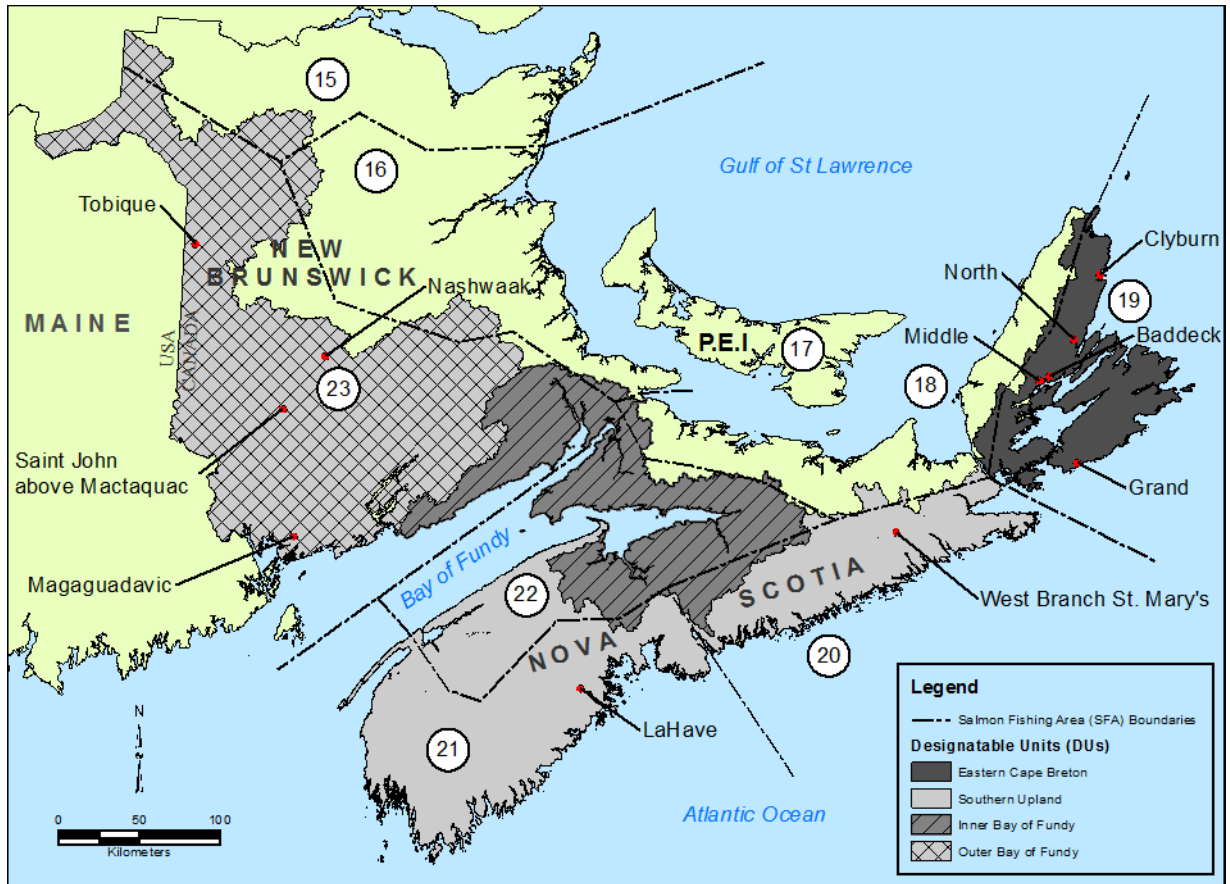 15
16
Gulf of St Lawrence
Tobique
NEW
BRUNSWICK
Clyburn
North
19
Nashwaak
MAINE
USA
CANADA
P.E.I
17
Middle
Baddeck
18
23
Saint John
above Mactaquac
Grand
Magaguadavic
Bay of Fundy
22
SCOTIA
West Branch St. Mary's
NOVA
20
LaHave
21
Atlantic Ocean
N
0 50 100
Kilometers
Legend
Salmon Fishing Area (SFA) Boundaries
Designatable Units (DUs)
Eastern Cape Breton
Southern Upland
Inner Bay of Fundy
Outer Bay of Fundy